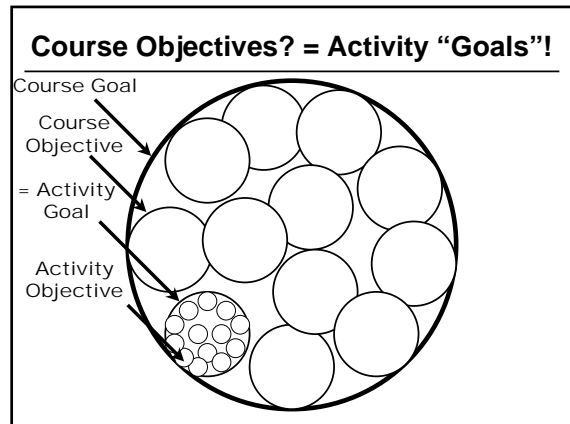 Course Objectives? = Activity “Goals”!
Course Goal
Course
Objective
= Activity
Goal
Activity
Objective